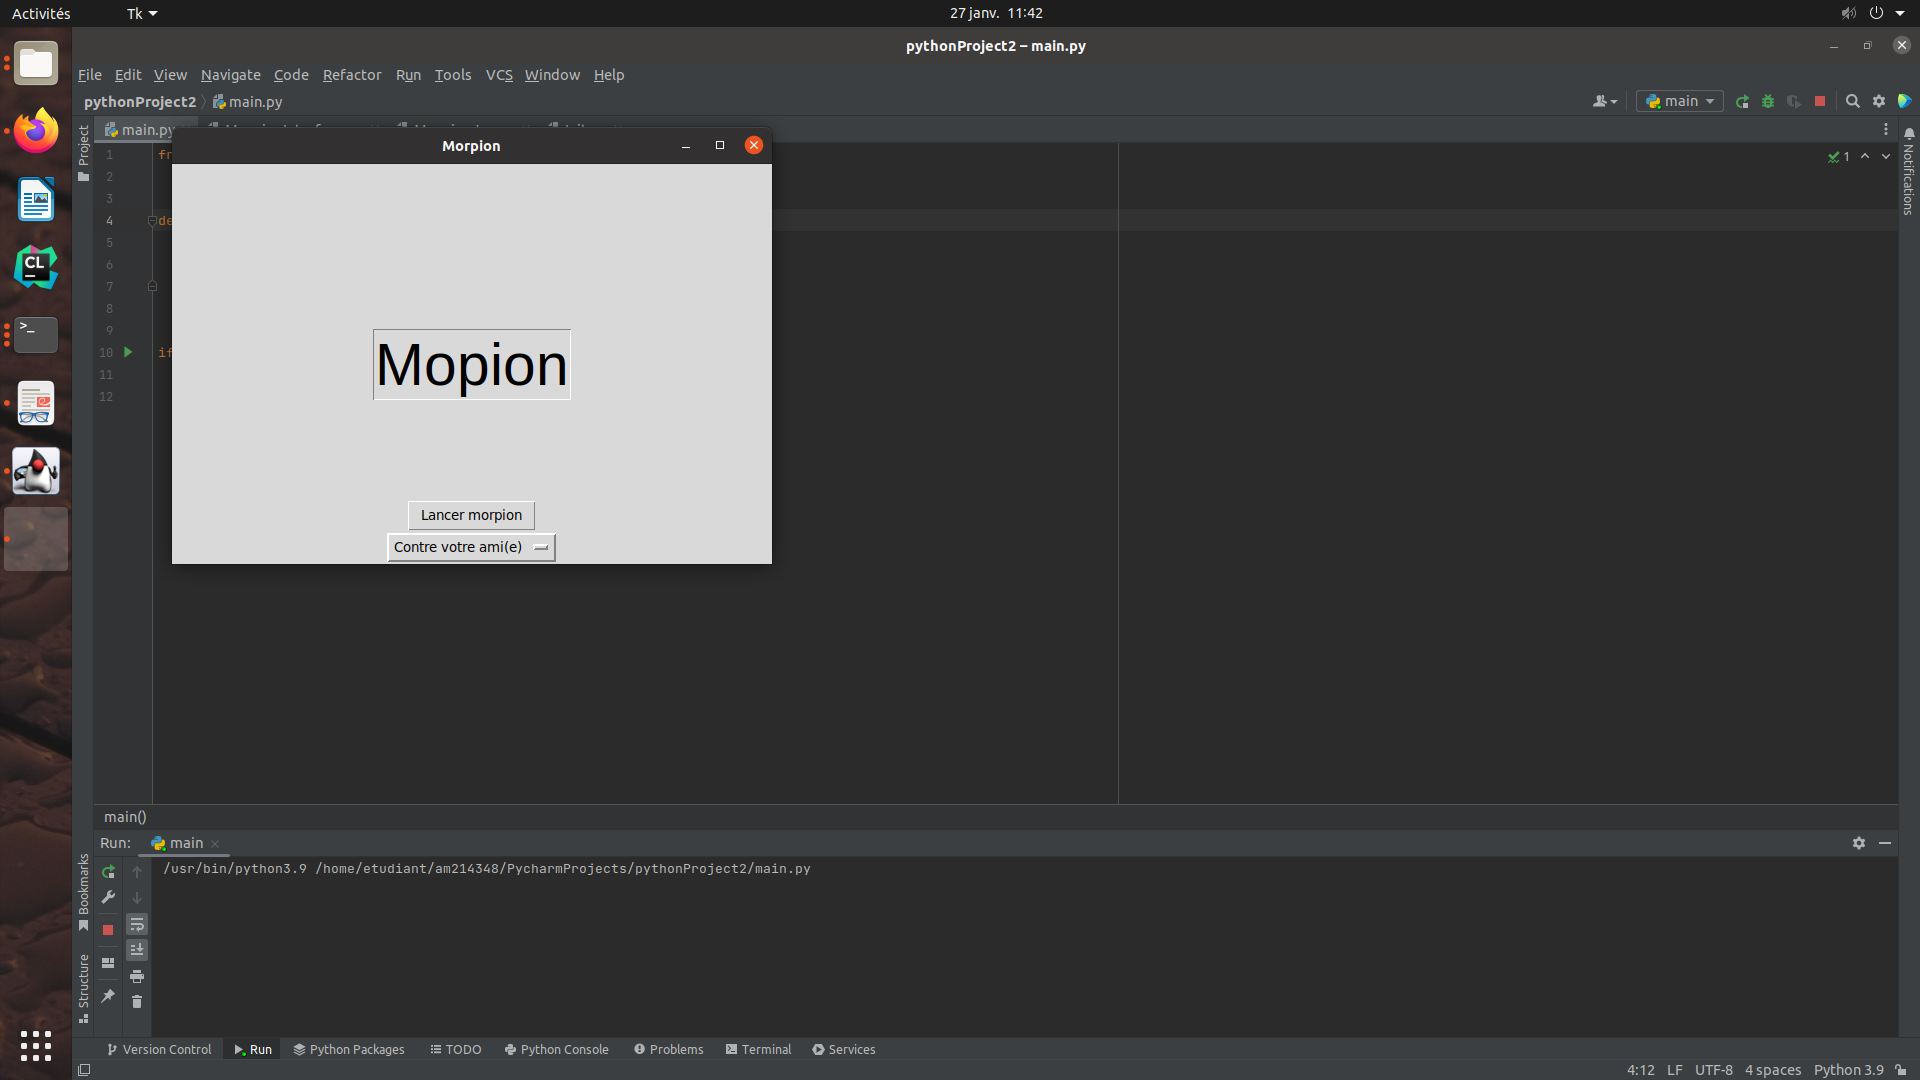 Activités
Tk
27 janv. 11:42
pythonProject2 – main.py
File Edit View Navigate Code Refactor Run Tools VCS Window Help
pythonProject2 main.py
main
main.py
Project
Notifications
Morpion
1
1 fr
2
3
4 de
5
6
7
8
9
10 if
11
12
CL
>_
Mopion
Lancer morpion
Contre votre ami(e)
main()
Run: main
/usr/bin/python3.9 /home/etudiant/am214348/PycharmProjects/pythonProject2/main.py
Bookmarks
Structure
Version Control Run Python Packages TODO Python Console Problems Terminal Services
4:12 LF UTF-8 4 spaces Python 3.9